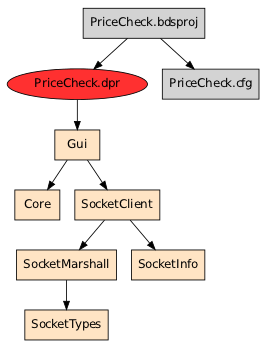 PriceCheck.bdsproj
PriceCheck.dpr
PriceCheck.cfg
Gui
Core
SocketClient
SocketMarshall
SocketInfo
SocketTypes